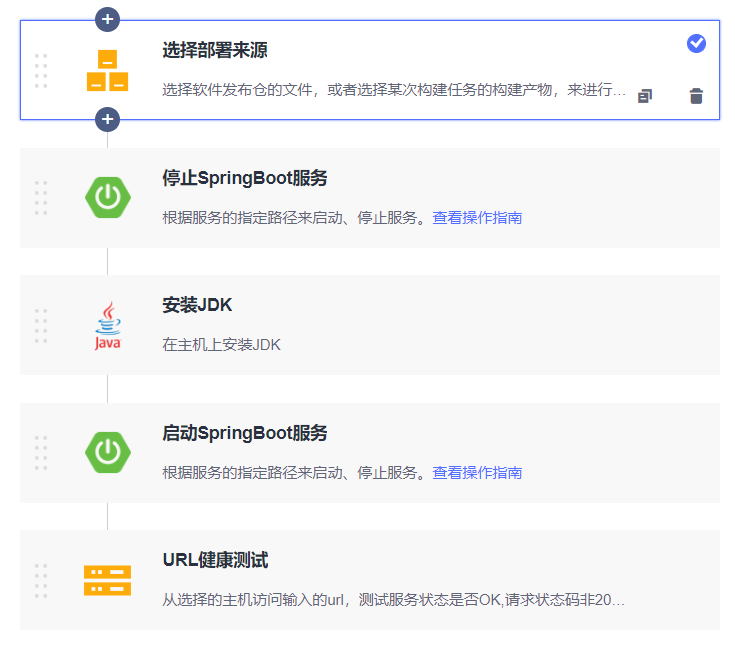 选择部署来源
选择软件发布仓的文件，或者选择某次构建任务的构建产物，来进行...
停止SpringBoot服务
根据服务的指定路径来启动、停止服务。查看操作指南
安装JDK
Java
在主机上安装JDK
启动SpringBoot服务
根据服务的指定路径来启动、停止服务。查看操作指南
URL健康测试
从选择的主机访问输入的url，测试服务状态是否OK,请求状态码非20...